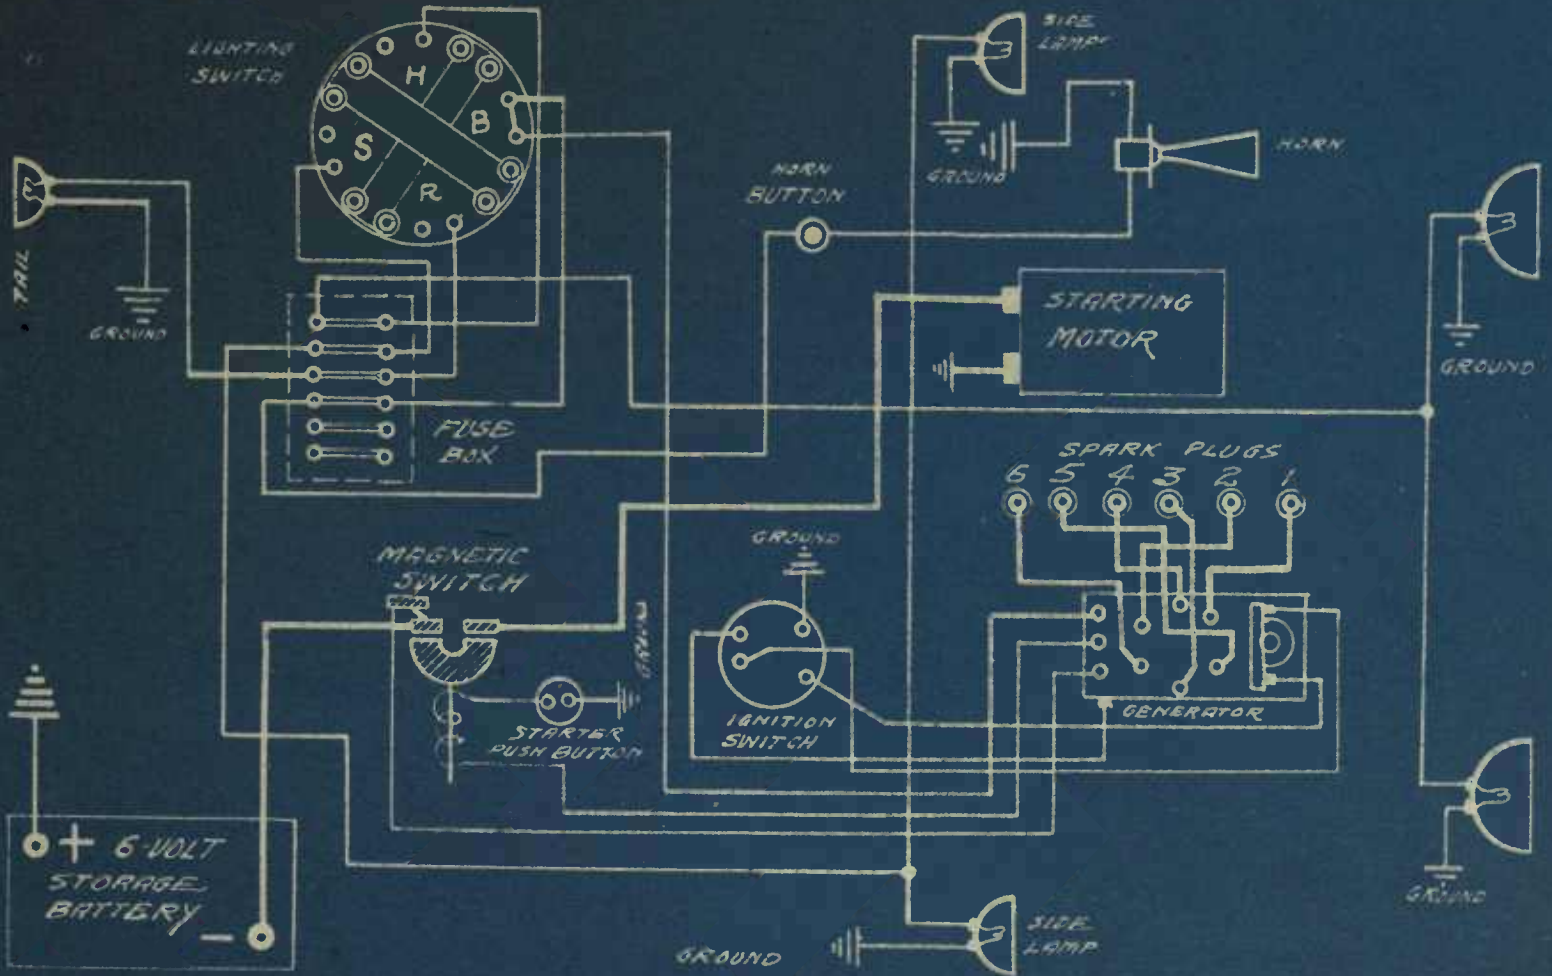 LIGHTING
SWITCH
H
B
S
R
SIDE
LAMP
HORN
GROUND
HORN
BUTTON
TAIL
GROUND
STARTING
MOTOR
GROUND
FUSE
BOX
SPARK PLUGS
6 5 4 3 2 1
MAGNETIC
SWITCH
GROUND
GENERATOR
IGNITION
SWITCH
STARTER
PUSH BUTTON
+ 6-VOLT
STORAGE
BATTERY -
GROUND
SIDE
LAMP
GROUND